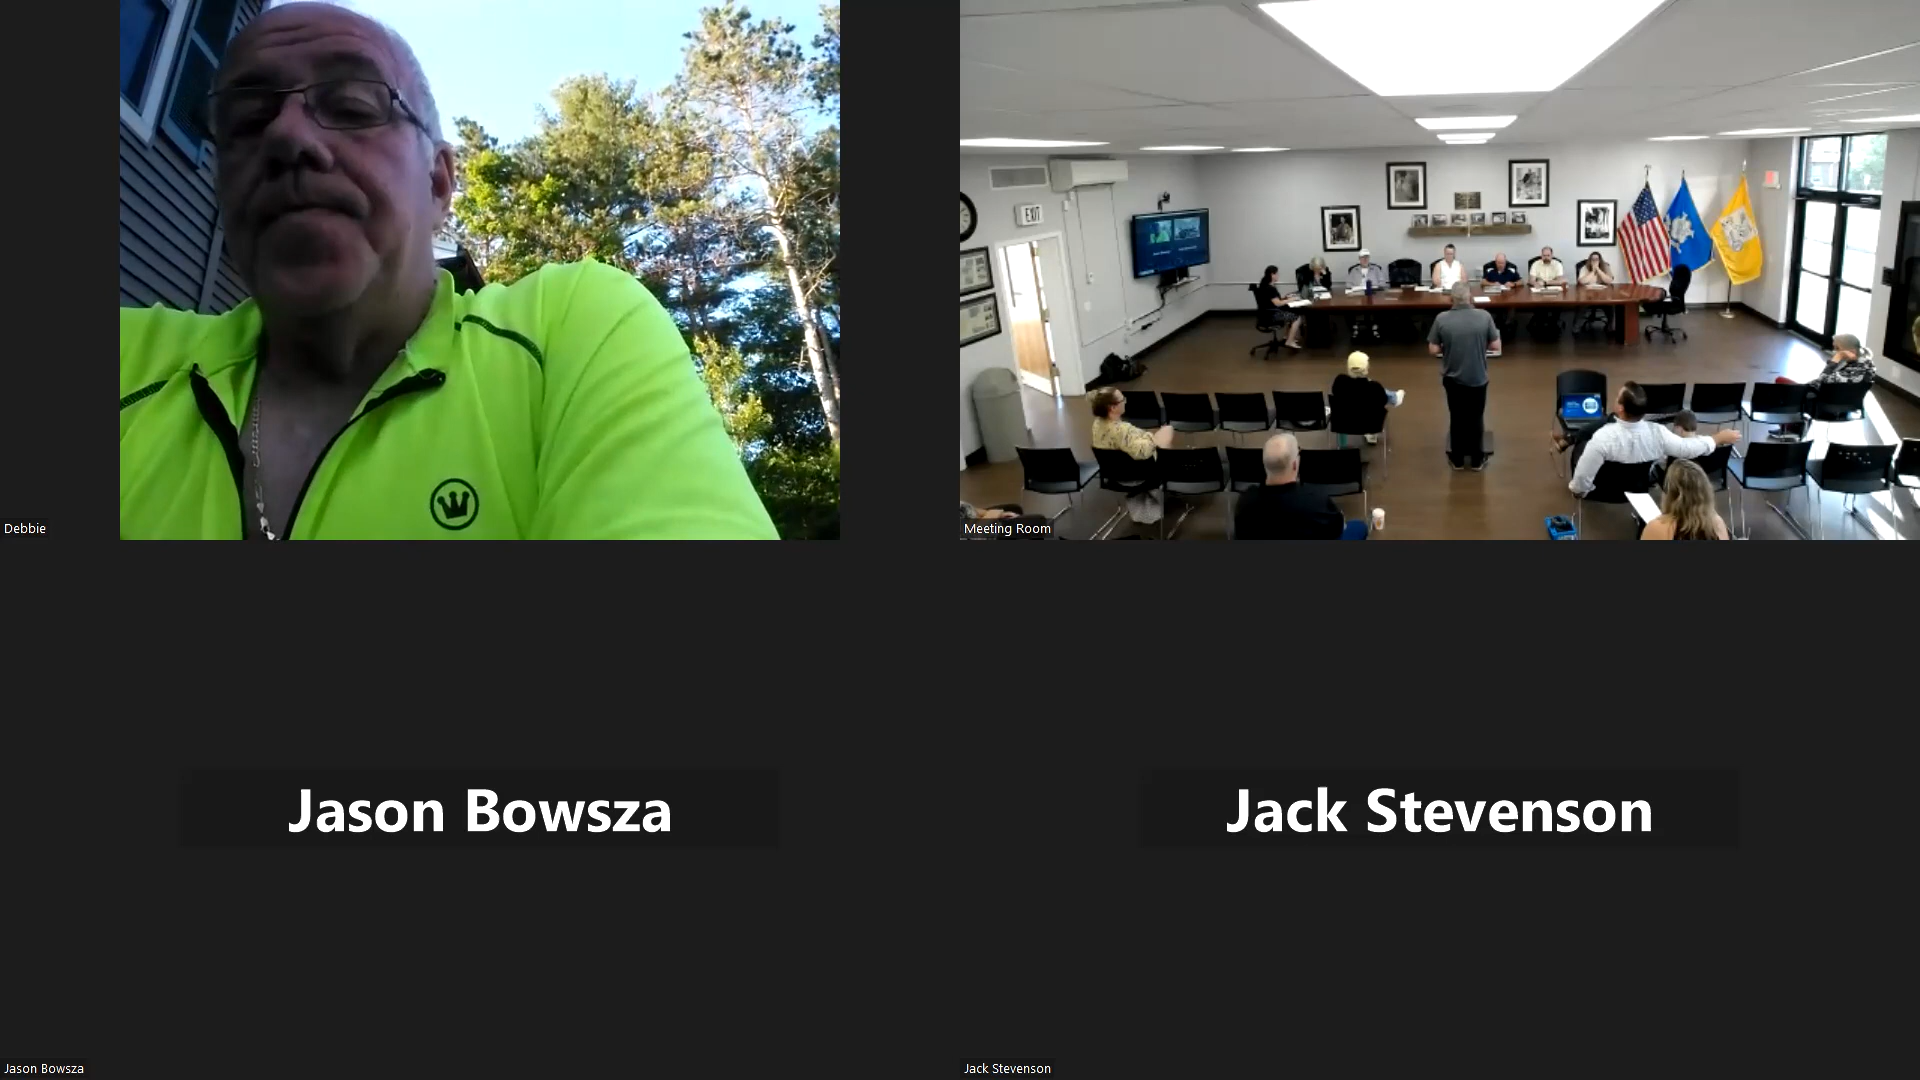 Debbie
EXIT
Meeting Room
Jason Bowsza
Jack Stevenson
Jason Bowsza
Jack Stevenson